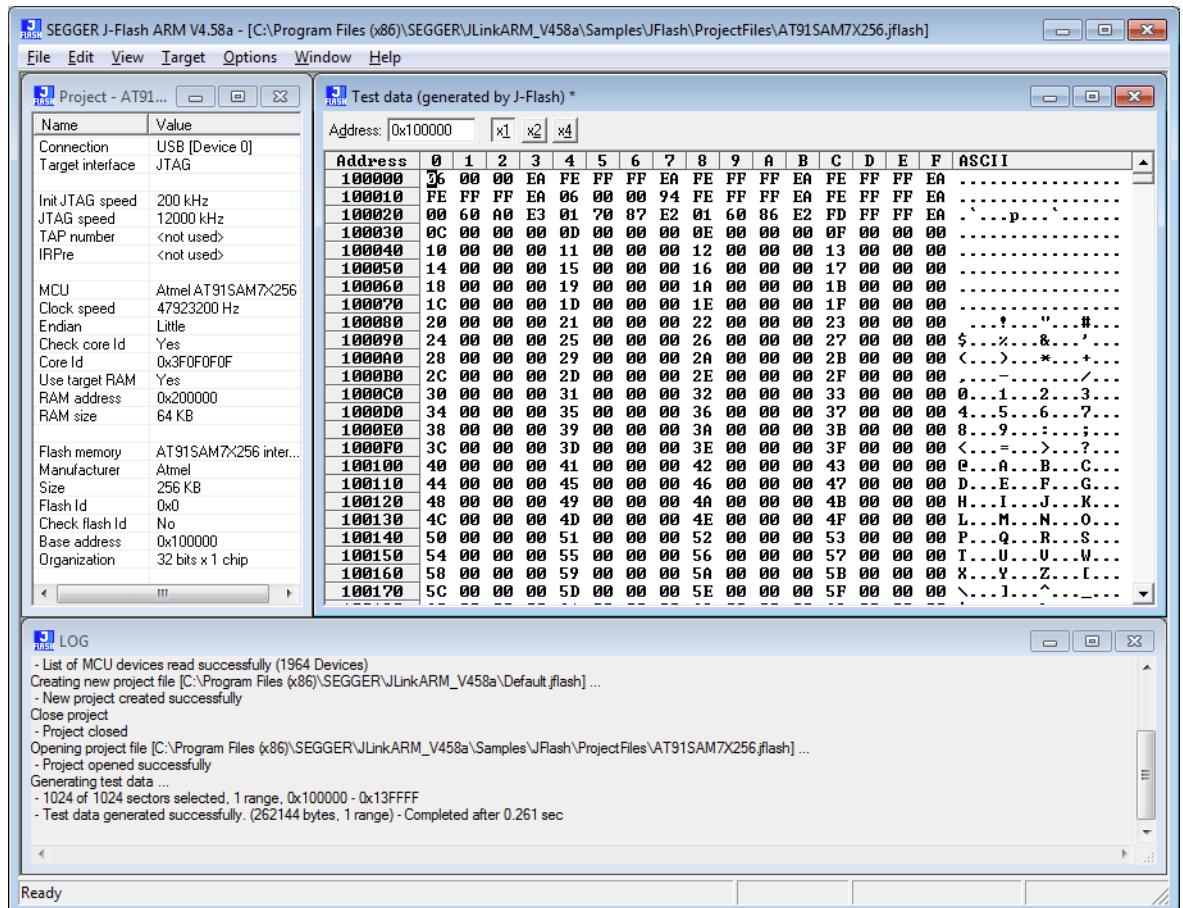 SEGGER J-Flash ARM V4.58a - [C:\Program Files (x86)\SEGGER\JLinkARM_V458a\Samples\JFlash\ProjectFiles\AT91SAM7X256.jflash]
File Edit View Target Options Window Help
Project - AT91...
Name Value
Connection USB [Device 0]
Target interface JTAG
Init JTAG speed 200 kHz
JTAG speed 12000 kHz
TAP number <not used>
IRPre <not used>
MCU Atmel AT91SAM7X256
Clock speed 47923200 Hz
Endian Little
Check core Id Yes
Core Id 0x3F0F0F0F
Use target RAM Yes
RAM address 0x200000
RAM size 64 KB
Flash memory AT91SAM7X256 inter...
Manufacturer Atmel
Size 256 KB
Flash Id 0x0
Check flash Id No
Base address 0x100000
Organization 32 bits x 1 chip
Test data (generated by J-Flash) *
Address: 0x100000 x1 x2 x4
Address 0 1 2 3 4 5 6 7 8 9 A B C D E F ASCII
100000 06 00 00 EA FE FF FF EA FE FF FF EA FE FF FF EA ................
100010 FE FF FF EA 06 00 00 94 FE FF FF EA FE FF FF EA ................
100020 00 60 A0 E3 01 70 87 E2 01 60 86 E2 FD FF FF EA .`...p...`......
100030 0C 00 00 00 0D 00 00 00 0E 00 00 00 0F 00 00 00 ................
100040 10 00 00 00 11 00 00 00 12 00 00 00 13 00 00 00 ................
100050 14 00 00 00 15 00 00 00 16 00 00 00 17 00 00 00 ................
100060 18 00 00 00 19 00 00 00 1A 00 00 00 1B 00 00 00 ................
100070 1C 00 00 00 1D 00 00 00 1E 00 00 00 1F 00 00 00 ................
100080 20 00 00 00 21 00 00 00 22 00 00 00 23 00 00 00  ...!..."...#...
100090 24 00 00 00 25 00 00 00 26 00 00 00 27 00 00 00 $...%...&...'...
1000A0 28 00 00 00 29 00 00 00 2A 00 00 00 2B 00 00 00 (...)...*...+...
1000B0 2C 00 00 00 2D 00 00 00 2E 00 00 00 2F 00 00 00 ,...-......./...
1000C0 30 00 00 00 31 00 00 00 32 00 00 00 33 00 00 00 0...1...2...3...
1000D0 34 00 00 00 35 00 00 00 36 00 00 00 37 00 00 00 4...5...6...7...
1000E0 38 00 00 00 39 00 00 00 3A 00 00 00 3B 00 00 00 8...9...:...;...
1000F0 3C 00 00 00 3D 00 00 00 3E 00 00 00 3F 00 00 00 <...=...>...?...
100100 40 00 00 00 41 00 00 00 42 00 00 00 43 00 00 00 @...A...B...C...
100110 44 00 00 00 45 00 00 00 46 00 00 00 47 00 00 00 D...E...F...G...
100120 48 00 00 00 49 00 00 00 4A 00 00 00 4B 00 00 00 H...I...J...K...
100130 4C 00 00 00 4D 00 00 00 4E 00 00 00 4F 00 00 00 L...M...N...O...
100140 50 00 00 00 51 00 00 00 52 00 00 00 53 00 00 00 P...Q...R...S...
100150 54 00 00 00 55 00 00 00 56 00 00 00 57 00 00 00 T...U...V...W...
100160 58 00 00 00 59 00 00 00 5A 00 00 00 5B 00 00 00 X...Y...Z...[...
100170 5C 00 00 00 5D 00 00 00 5E 00 00 00 5F 00 00 00 \...]...^..._...
LOG
- List of MCU devices read successfully (1964 Devices)
Creating new project file [C:\Program Files (x86)\SEGGER\JLinkARM_V458a\Default.jflash] ...
- New project created successfully
Close project
- Project closed
Opening project file [C:\Program Files (x86)\SEGGER\JLinkARM_V458a\Samples\JFlash\ProjectFiles\AT91SAM7X256.jflash] ...
- Project opened successfully
Generating test data ...
- 1024 of 1024 sectors selected, 1 range, 0x100000 - 0x13FFFF
- Test data generated successfully. (262144 bytes, 1 range) - Completed after 0.261 sec
Ready